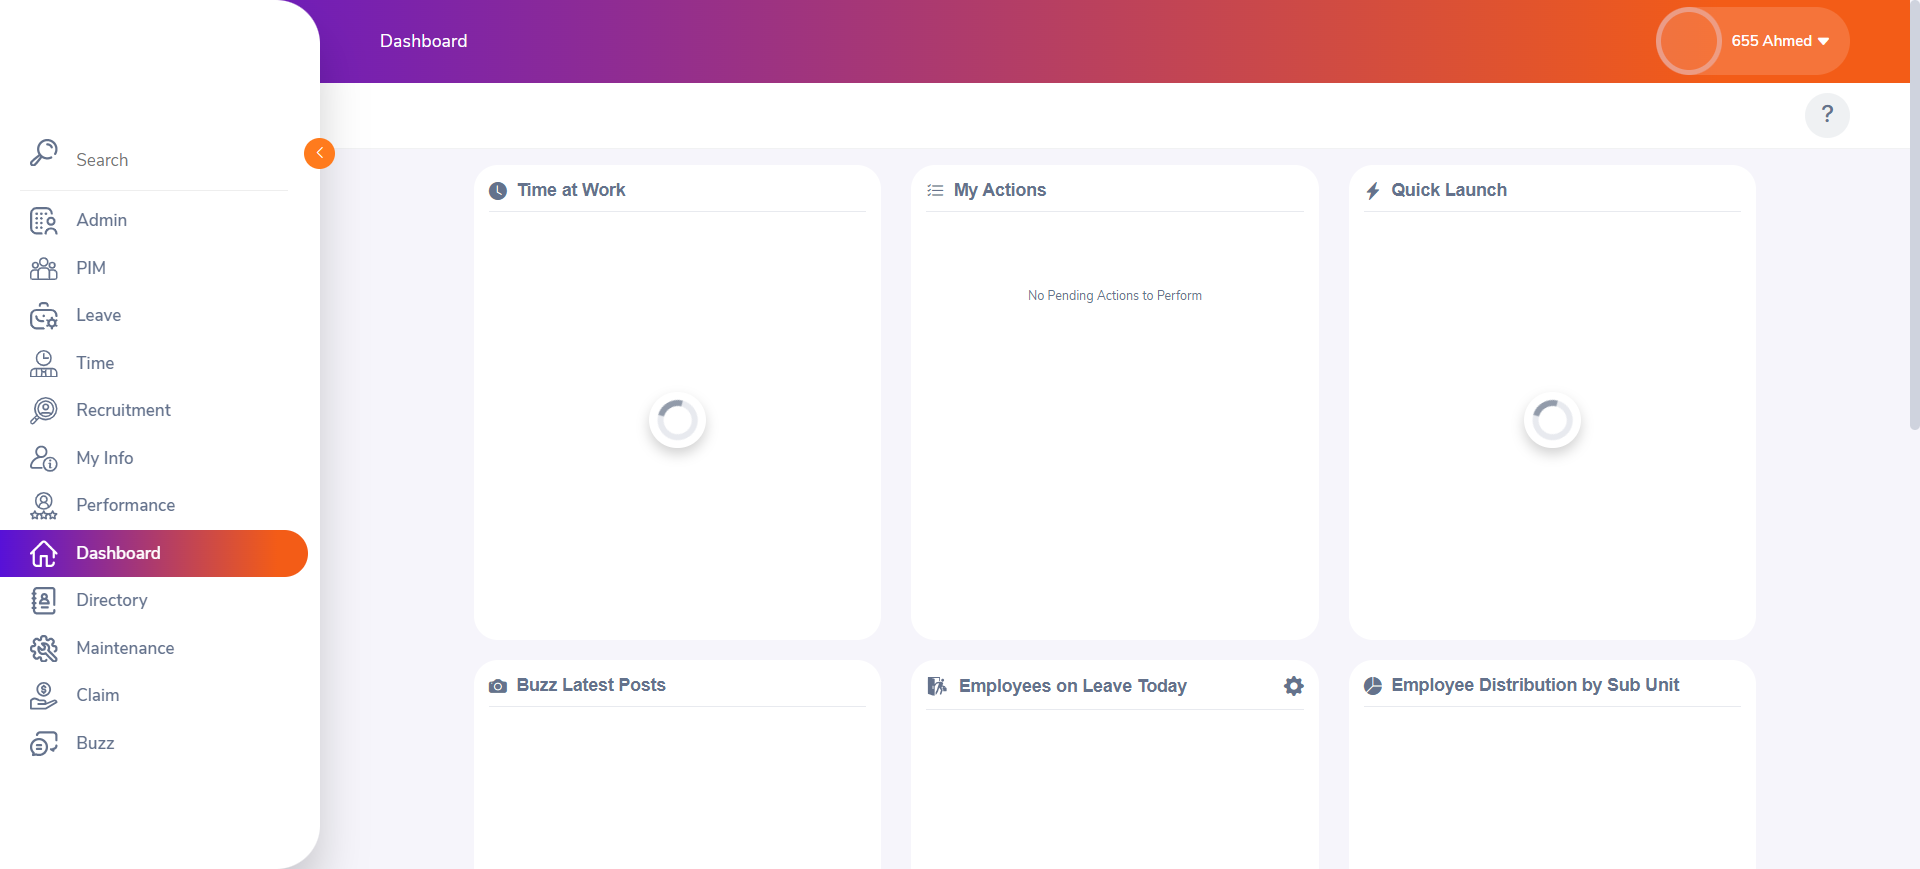 Dashboard
655 Ahmed
?
Search
Admin
PIM
Leave
Time
Recruitment
My Info
Performance
Dashboard
Directory
Maintenance
Claim
Buzz
Time at Work
My Actions
No Pending Actions to Perform
Quick Launch
Buzz Latest Posts
Employees on Leave Today
Employee Distribution by Sub Unit